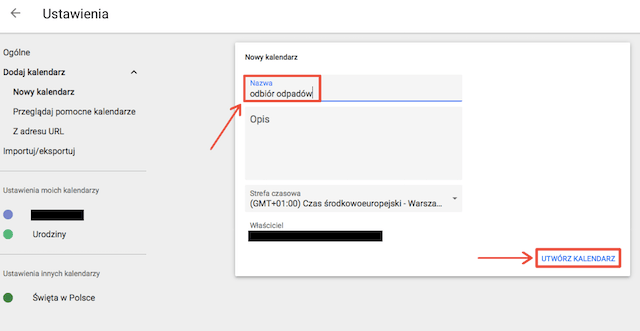 Ustawienia
Ogólne
Dodaj kalendarz
Nowy kalendarz
Przeglądaj pomocne kalendarze
Z adresu URL
Importuj/eksportuj
Ustawienia moich kalendarzy
Urodziny
Ustawienia innych kalendarzy
Święta w Polsce
Nowy kalendarz
Nazwa
odbiór odpadów
Opis
Strefa czasowa
(GMT+01:00) Czas środkowoeuropejski - Warsza...
Właściciel
UTWÓRZ KALENDARZ